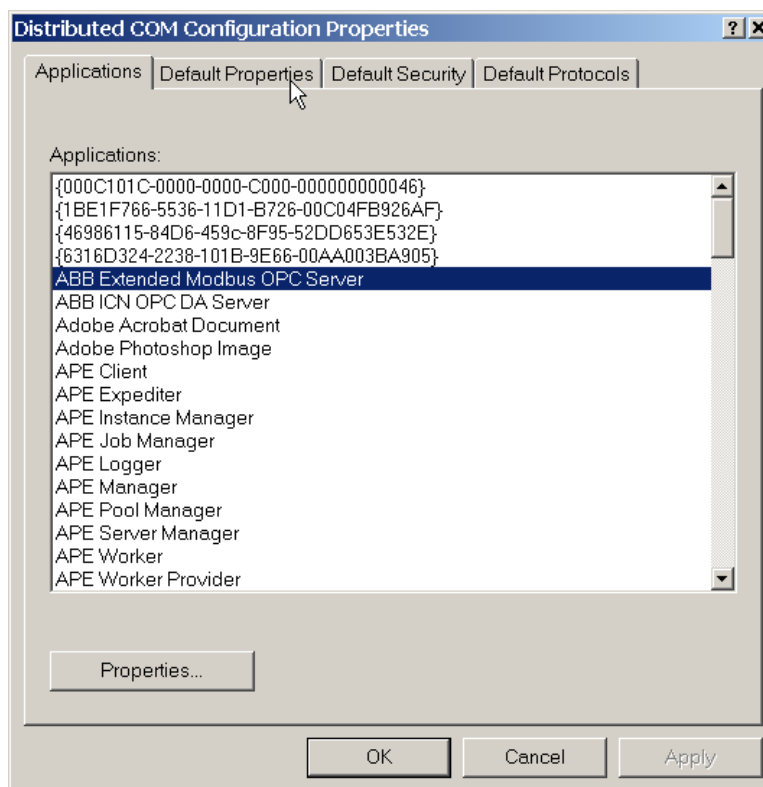 Distributed COM Configuration Properties
Applications
Default Properties
Default Security
Default Protocols
Applications:
{000C101C-0000-0000-C000-000000000046}
{1BE1F766-5536-11D1-B726-00C04FB926AF}
{46986115-84D6-459c-8F95-52DD653E532E}
{6316D324-2238-101B-9E66-00AA003BA905}
ABB Extended Modbus OPC Server
ABB ICN OPC DA Server
Adobe Acrobat Document
Adobe Photoshop Image
APE Client
APE Expediter
APE Instance Manager
APE Job Manager
APE Logger
APE Manager
APE Pool Manager
APE Server Manager
APE Worker
APE Worker Provider
Properties...
OK
Cancel
Apply